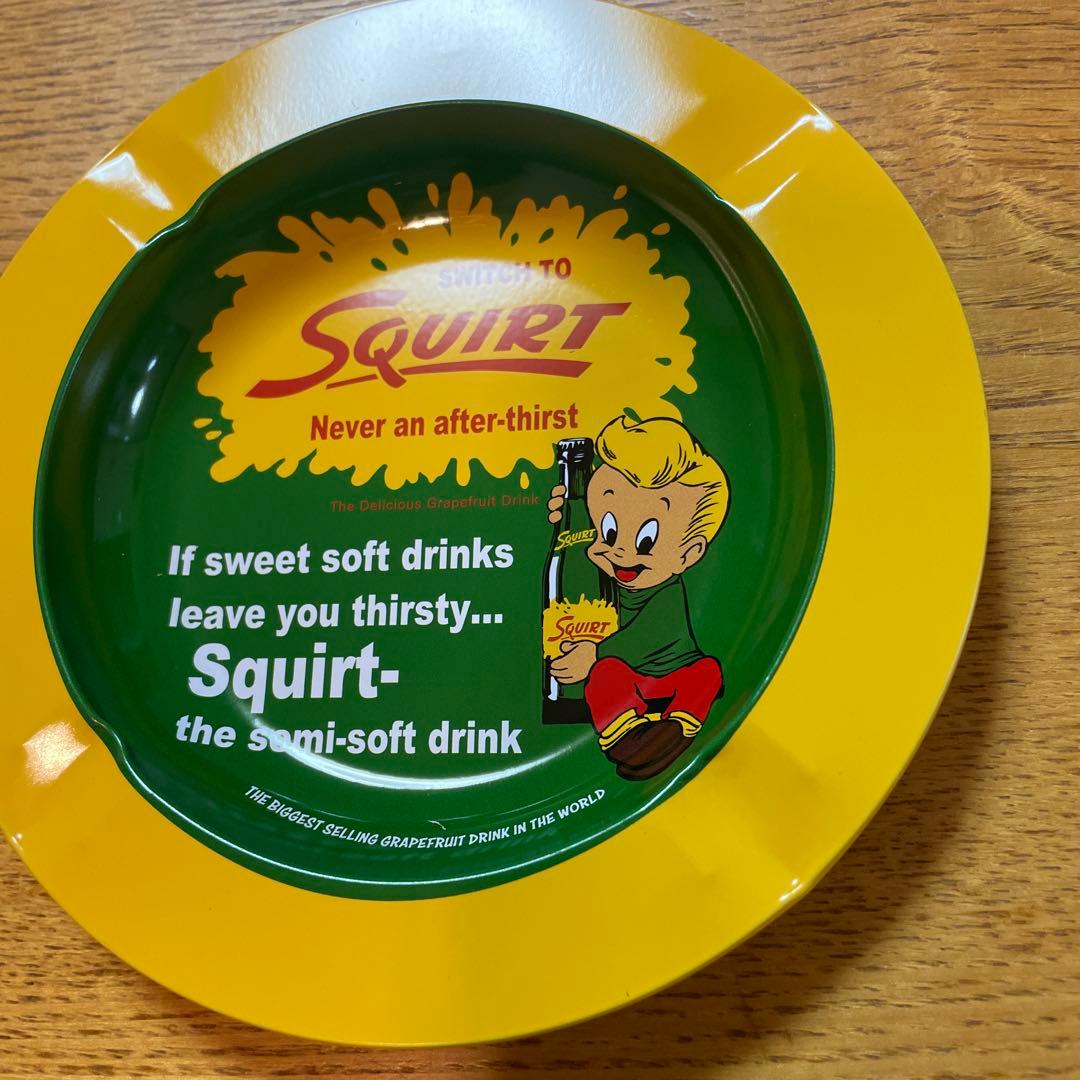 SWITCH TO
SQUIRT
Never an after-thirst
The Delicious Grapefruit Drink
SQUIRT
SQUIRT
If sweet soft drinks
leave you thirsty...
Squirt-
the semi-soft drink
THE BIGGEST SELLING GRAPEFRUIT DRINK IN THE WORLD